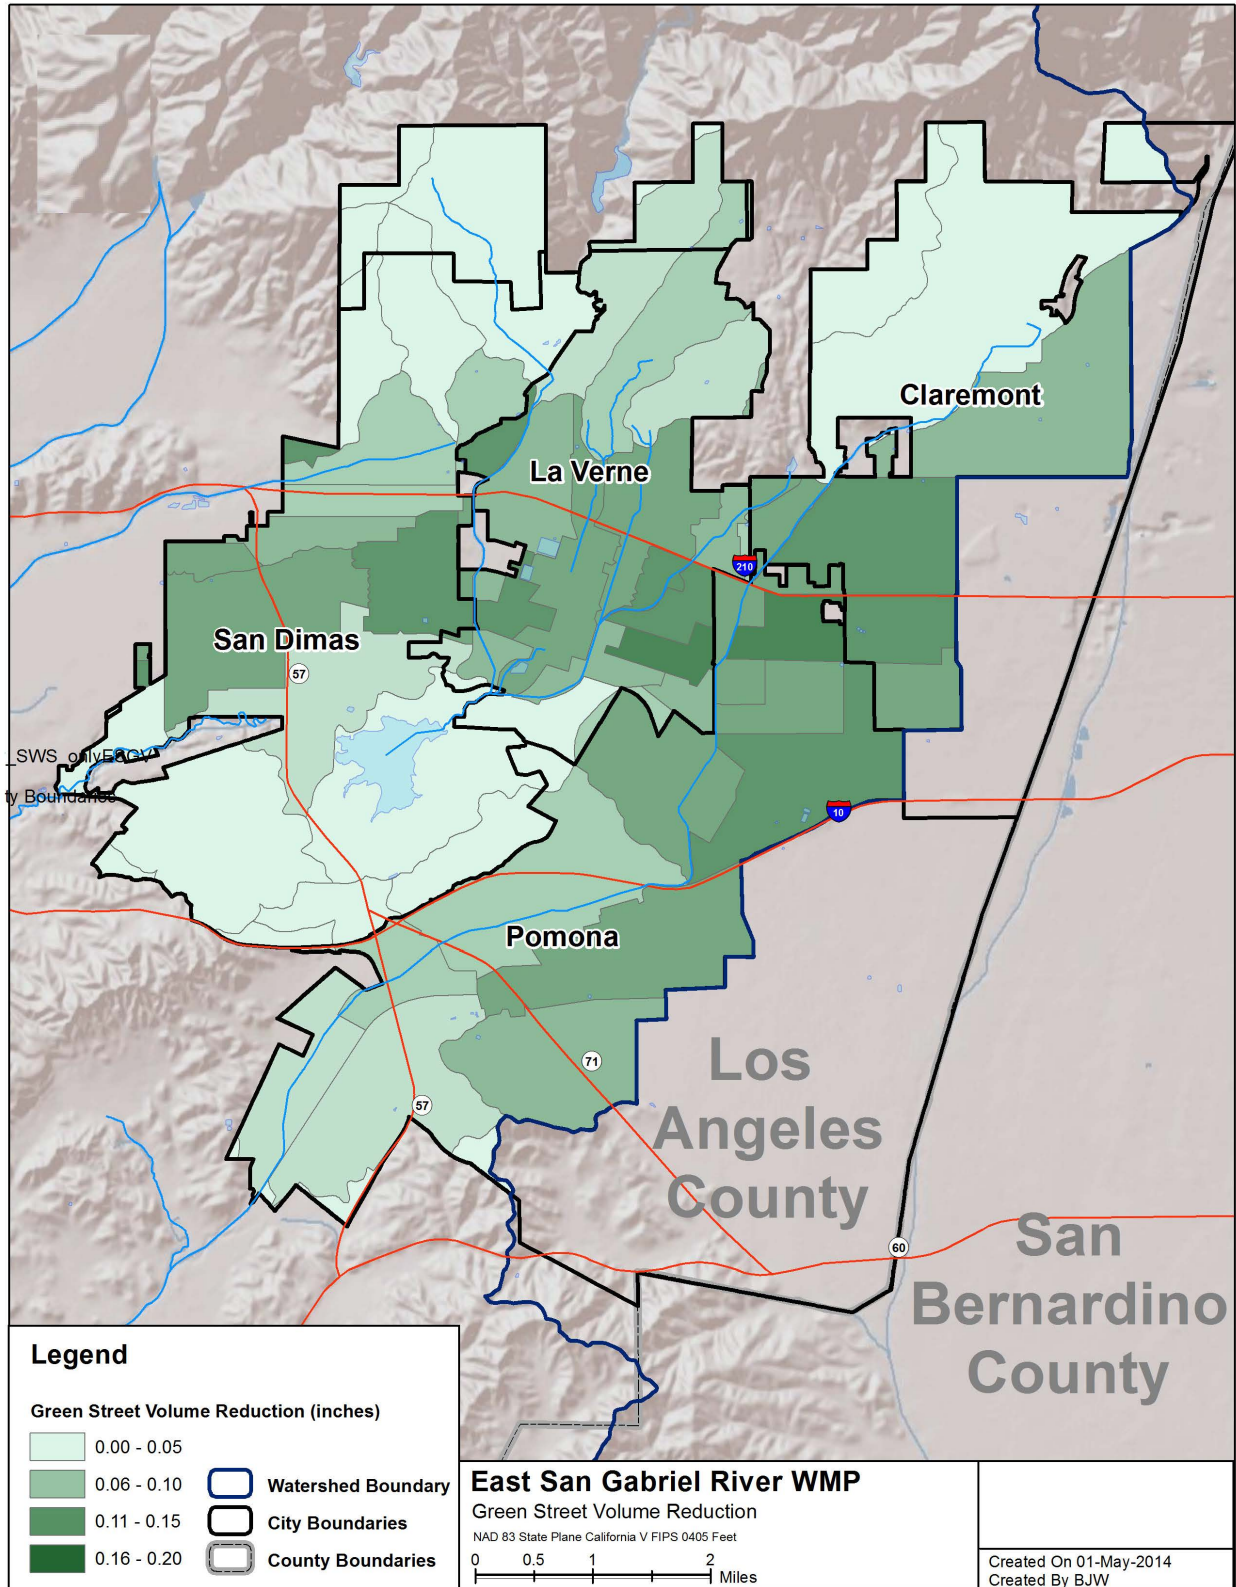 Claremont
La Verne
210
San Dimas
57
_SWS_onlyESGV
ty Boundaries
10
Pomona
Los
Angeles
County
71
57
60
San
Bernardino
County
Legend
Green Street Volume Reduction (inches)
0.00 - 0.05
0.06 - 0.10
0.11 - 0.15
0.16 - 0.20
Watershed Boundary
City Boundaries
County Boundaries
East San Gabriel River WMP
Green Street Volume Reduction
NAD 83 State Plane California V FIPS 0405 Feet
0 0.5 1 2
Miles
Created On 01-May-2014
Created By BJW